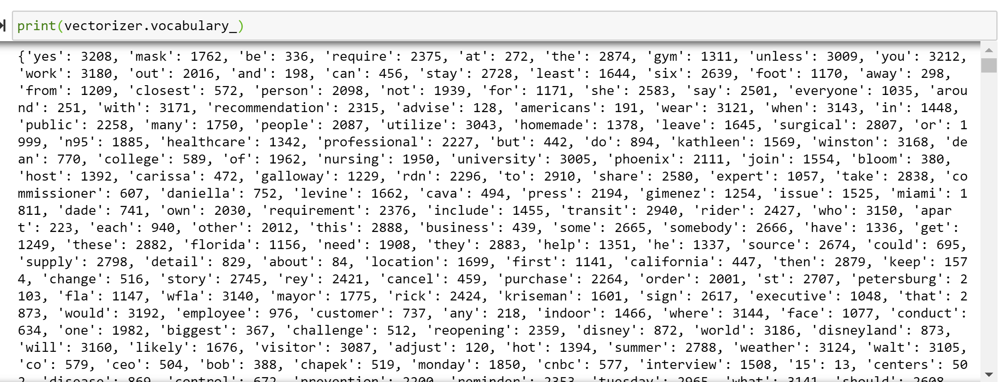 print(vectorizer.vocabulary_)
{'yes': 3208, 'mask': 1762, 'be': 336, 'require': 2375, 'at': 272, 'the': 2874, 'gym': 1311, 'unless': 3009, 'you': 3212,
'work': 3180, 'out': 2016, 'and': 198, 'can': 456, 'stay': 2728, 'least': 1644, 'six': 2639, 'foot': 1170, 'away': 298,
'from': 1209, 'closest': 572, 'person': 2098, 'not': 1939, 'for': 1171, 'she': 2583, 'say': 2501, 'everyone': 1035, 'arou
nd': 251, 'with': 3171, 'recommendation': 2315, 'advise': 128, 'americans': 191, 'wear': 3121, 'when': 3143, 'in': 1448,
'public': 2258, 'many': 1750, 'people': 2087, 'utilize': 3043, 'homemade': 1378, 'leave': 1645, 'surgical': 2807, 'or': 1
999, 'n95': 1885, 'healthcare': 1342, 'professional': 2227, 'but': 442, 'do': 894, 'kathleen': 1569, 'winston': 3168, 'de
an': 770, 'college': 589, 'of': 1962, 'nursing': 1950, 'university': 3005, 'phoenix': 2111, 'join': 1554, 'bloom': 380,
'host': 1392, 'carissa': 472, 'galloway': 1229, 'rdn': 2296, 'to': 2910, 'share': 2580, 'expert': 1057, 'take': 2838, 'co
mmissioner': 607, 'daniella': 752, 'levine': 1662, 'cava': 494, 'press': 2194, 'gimenez': 1254, 'issue': 1525, 'miami': 1
811, 'dade': 741, 'own': 2030, 'requirement': 2376, 'include': 1455, 'transit': 2940, 'rider': 2427, 'who': 3150, 'apar
t': 223, 'each': 940, 'other': 2012, 'this': 2888, 'business': 439, 'some': 2665, 'somebody': 2666, 'have': 1336, 'get':
1249, 'these': 2882, 'florida': 1156, 'need': 1908, 'they': 2883, 'help': 1351, 'he': 1337, 'source': 2674, 'could': 695,
'supply': 2798, 'detail': 829, 'about': 84, 'location': 1699, 'first': 1141, 'california': 447, 'then': 2879, 'keep': 157
4, 'change': 516, 'story': 2745, 'rey': 2421, 'cancel': 459, 'purchase': 2264, 'order': 2001, 'st': 2707, 'petersburg': 2
103, 'fla': 1147, 'wfla': 3140, 'mayor': 1775, 'rick': 2424, 'kriseman': 1601, 'sign': 2617, 'executive': 1048, 'that': 2
873, 'would': 3192, 'employee': 976, 'customer': 737, 'any': 218, 'indoor': 1466, 'where': 3144, 'face': 1077, 'conduct':
634, 'one': 1982, 'biggest': 367, 'challenge': 512, 'reopening': 2359, 'disney': 872, 'world': 3186, 'disneyland': 873,
'will': 3160, 'likely': 1676, 'visitor': 3087, 'adjust': 120, 'hot': 1394, 'summer': 2788, 'weather': 3124, 'walt': 3105,
'co': 579, 'ceo': 504, 'bob': 388, 'chapek': 519, 'monday': 1850, 'cnbc': 577, 'interview': 1508, '15': 13, 'centers': 50
2, 'disease': 869, 'control': 672, 'prevention': 2200, 'reminder': 2353, 'tuesday': 2965, 'what': 3141, 'should': 2608,